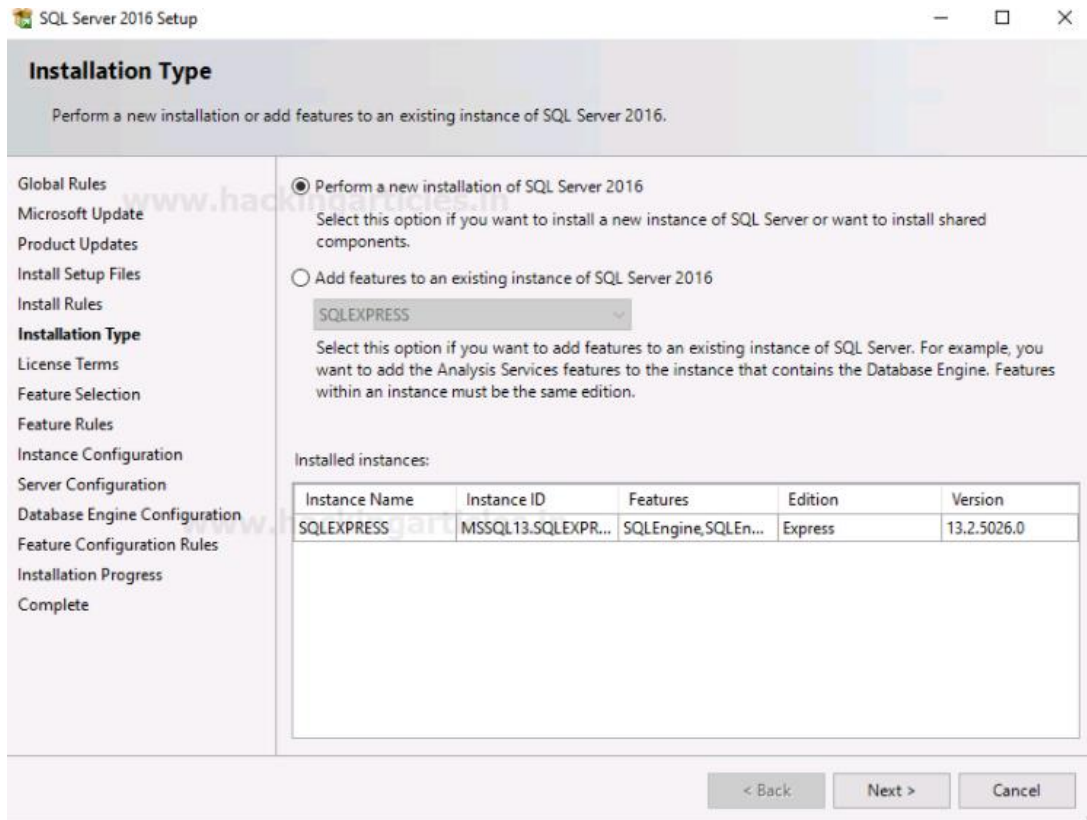 SQL Server 2016 Setup
Installation Type
Perform a new installation or add features to an existing instance of SQL Server 2016.
Global Rules
Microsoft Update
Product Updates
Install Setup Files
Install Rules
Installation Type
License Terms
Feature Selection
Feature Rules
Instance Configuration
Server Configuration
Database Engine Configuration
Feature Configuration Rules
Installation Progress
Complete
www.hackingarticles.in
Perform a new installation of SQL Server 2016
Select this option if you want to install a new instance of SQL Server or want to install shared
components.
Add features to an existing instance of SQL Server 2016
SQLEXPRESS
Select this option if you want to add features to an existing instance of SQL Server. For example, you
want to add the Analysis Services features to the instance that contains the Database Engine. Features
within an instance must be the same edition.
Installed instances:
Instance Name Instance ID Features Edition Version
SQLEXPRESS MSSQL13.SQLEXPR... SQLEngine,SQLEn... Express 13.2.5026.0
www.hackingarticles.in
< Back Next > Cancel